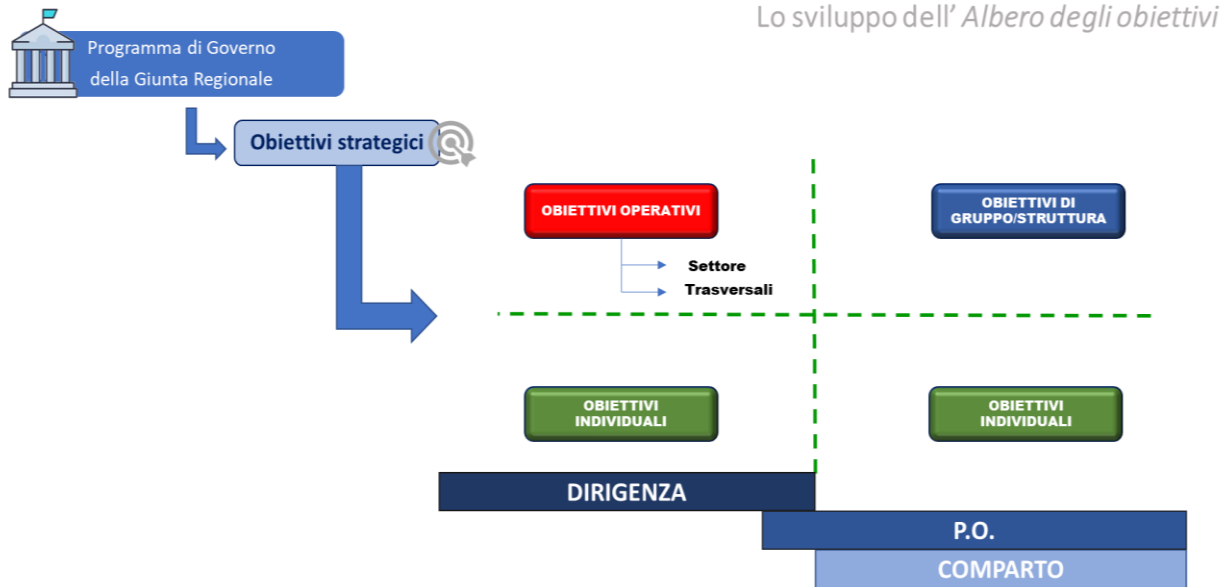 Lo sviluppo dell' Albero degli obiettivi
Programma di Governo
della Giunta Regionale
Obiettivi strategici
OBIETTIVI OPERATIVI
Settore
Trasversali
OBIETTIVI DI
GRUPPO/STRUTTURA
OBIETTIVI
INDIVIDUALI
OBIETTIVI
INDIVIDUALI
DIRIGENZA
P.O.
COMPARTO